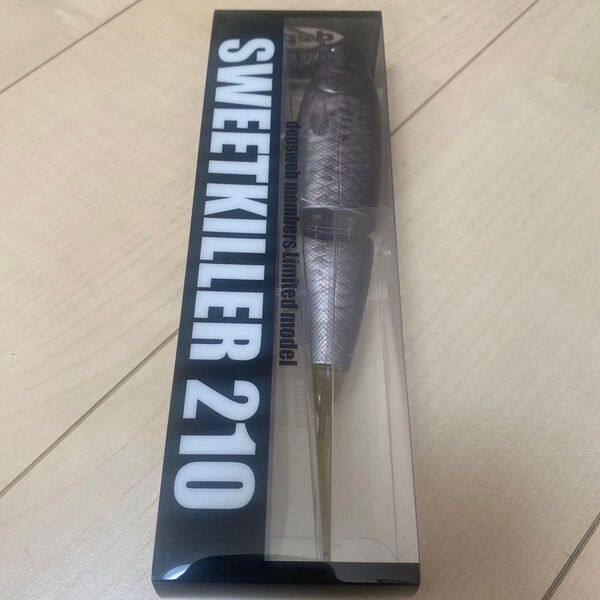 SWEETKILLER 210
depsweb members Limited model